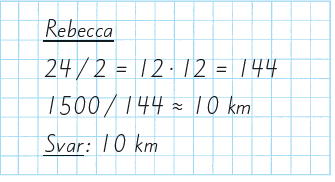 Rebecca
24/2 = 12 · 12 = 144
1500/144 ≈ 10 km
Svar: 10 km